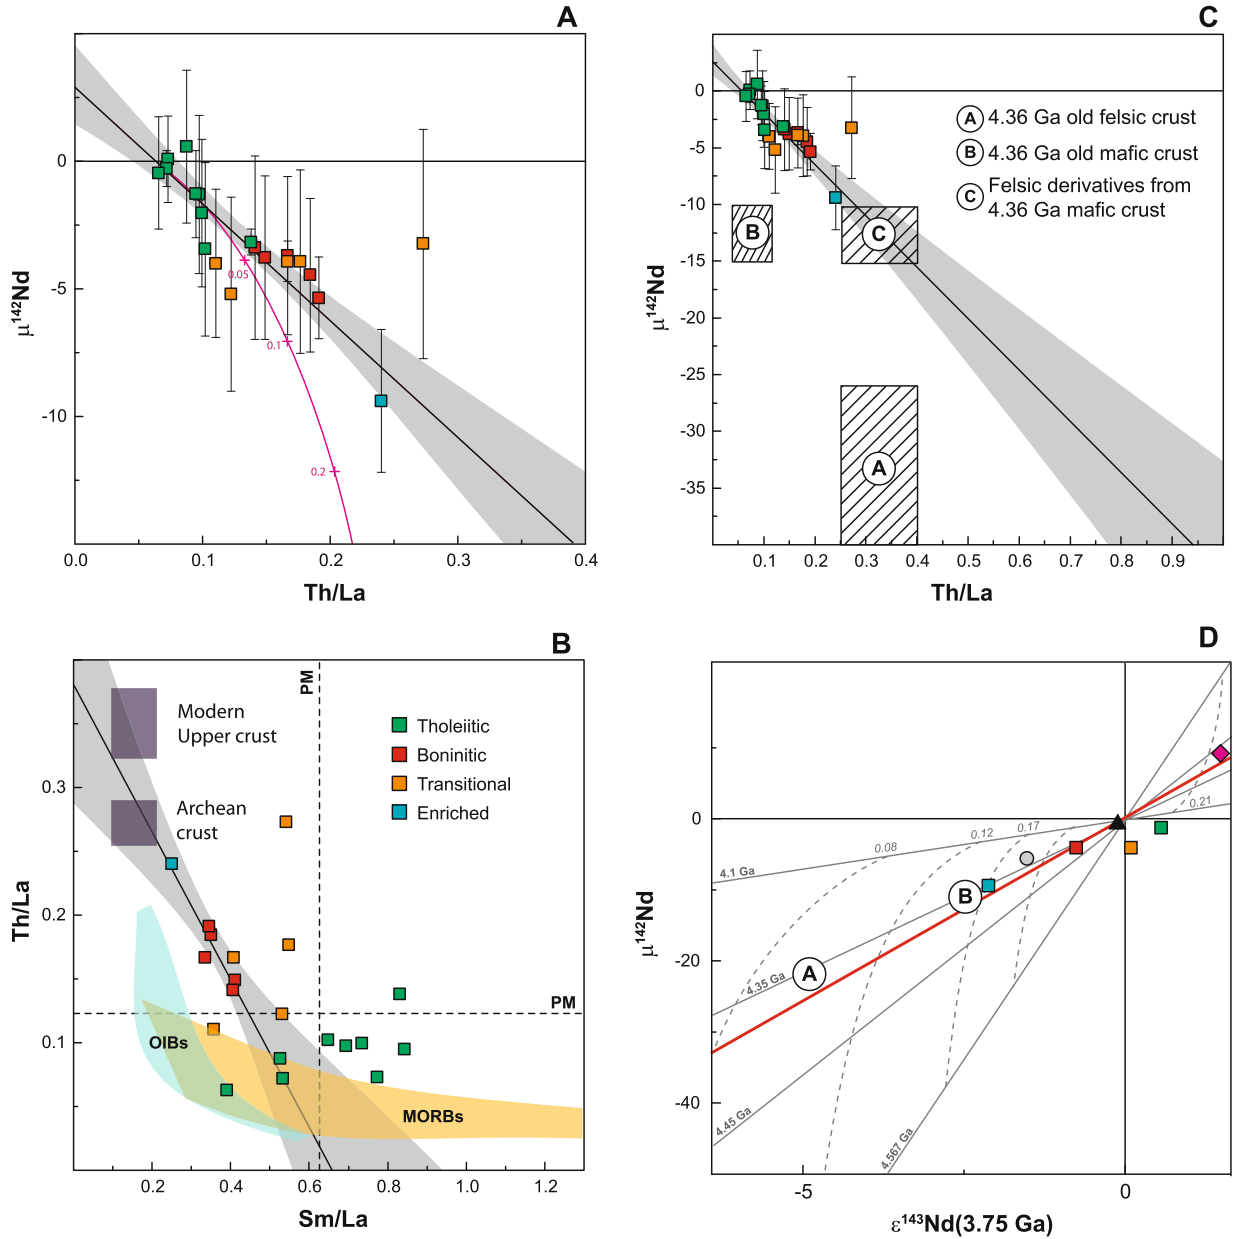 A
0
-5
-10
μ¹⁴²Nd
0.05
0.1
0.2
0.0
0.1
0.2
0.3
0.4
Th/La
C
0
-5
-10
-15
-20
-25
-30
-35
μ¹⁴²Nd
A 4.36 Ga old felsic crust
B 4.36 Ga old mafic crust
C Felsic derivatives from
4.36 Ga mafic crust
B
C
A
0.1
0.2
0.3
0.4
0.5
0.6
0.7
0.8
0.9
Th/La
B
PM
Modern
Upper crust
Archean
crust
Tholeiitic
Boninitic
Transitional
Enriched
0.3
0.2
0.1
Th/La
PM
OIBs
MORBs
0.2
0.4
0.6
0.8
1.0
1.2
Sm/La
D
0
-20
-40
μ¹⁴²Nd
0.08
0.12
0.17
0.21
4.1 Ga
4.35 Ga
4.45 Ga
4.567 Ga
B
A
-5
0
ε¹⁴³Nd(3.75 Ga)